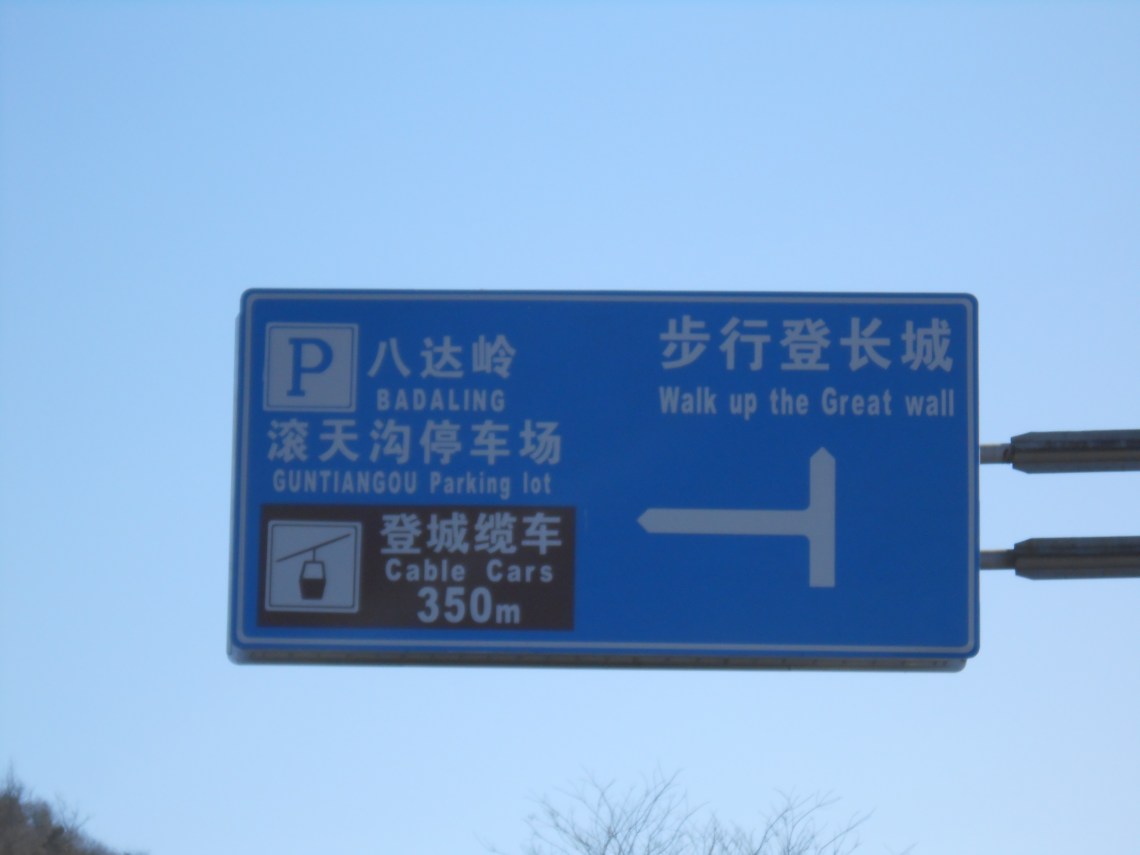 P
八达岭
BADALING
滚天沟停车场
GUNTIANGOU Parking lot
登城缆车
Cable Cars
350m
步行登长城
Walk up the Great wall